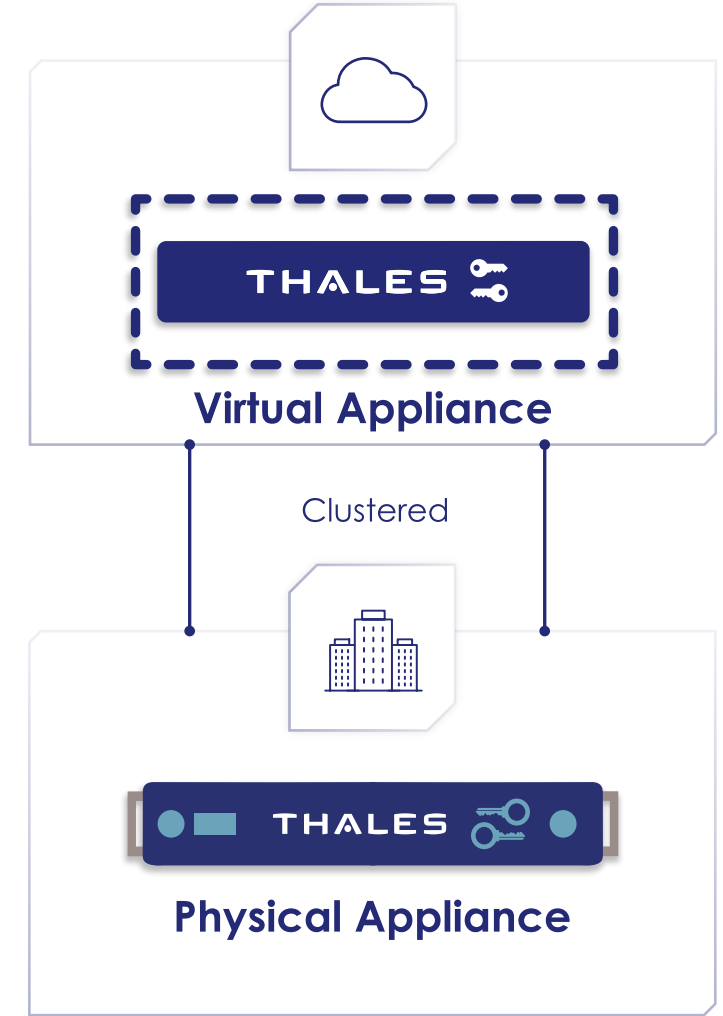 THALES
Virtual Appliance
Clustered
THALES
Physical Appliance